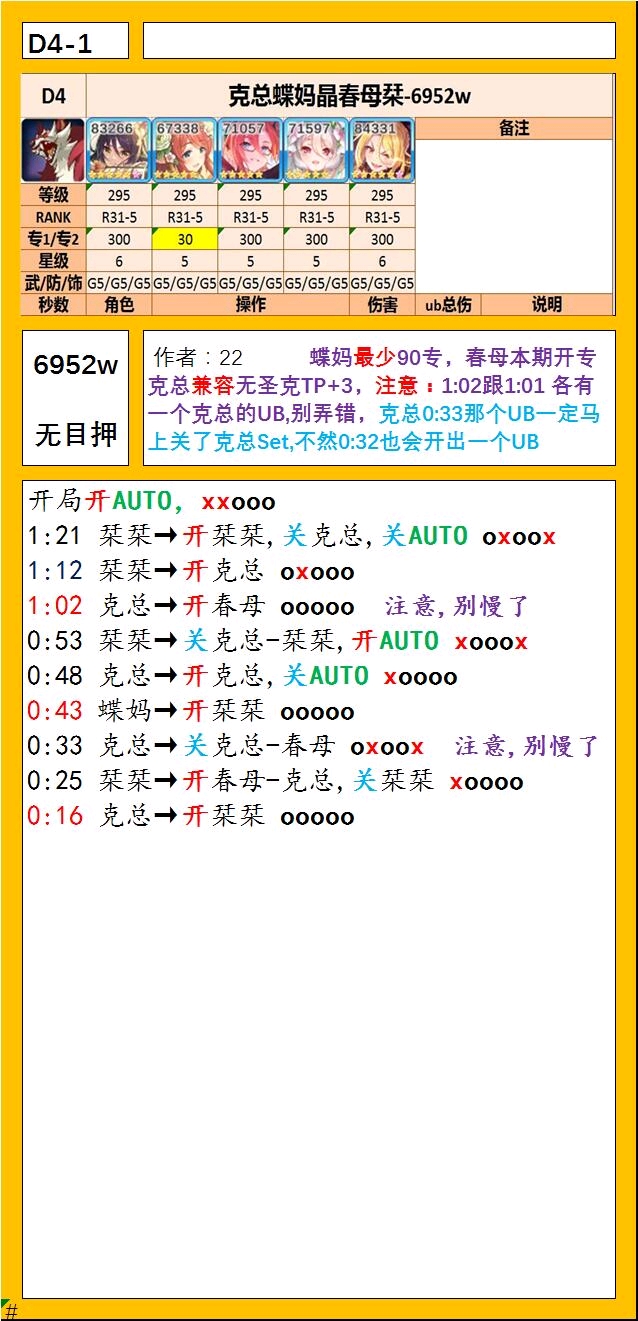 D4-1
D4 克总蝶妈晶春母栞-6952w
83266 67338 71057 71597 84331 备注
等级 295 295 295 295 295
RANK R31-5 R31-5 R31-5 R31-5 R31-5
专1/专2 300 30 300 300 300
星级 6 5 5 5 6
武/防/饰 G5/G5/G5 G5/G5/G5 G5/G5/G5 G5/G5/G5 G5/G5/G5
秒数 角色 操作 伤害 ub总伤 说明
6952w
无目押
作者：22 蝶妈最少90专，春母本期开专
克总兼容无圣克TP+3，注意：1:02跟1:01 各有
一个克总的UB,别弄错，克总0:33那个UB一定马
上关了克总Set,不然0:32也会开出一个UB
开局开AUTO, xxooo
1:21 栞栞→开栞栞,关克总,关AUTO oxoox
1:12 栞栞→开克总 oxooo
1:02 克总→开春母 ooooo 注意,别慢了
0:53 栞栞→关克总-栞栞,开AUTO xooox
0:48 克总→开克总,关AUTO xoooo
0:43 蝶妈→开栞栞 ooooo
0:33 克总→关克总-春母 oxoox 注意,别慢了
0:25 栞栞→开春母-克总,关栞栞 xoooo
0:16 克总→开栞栞 ooooo
#